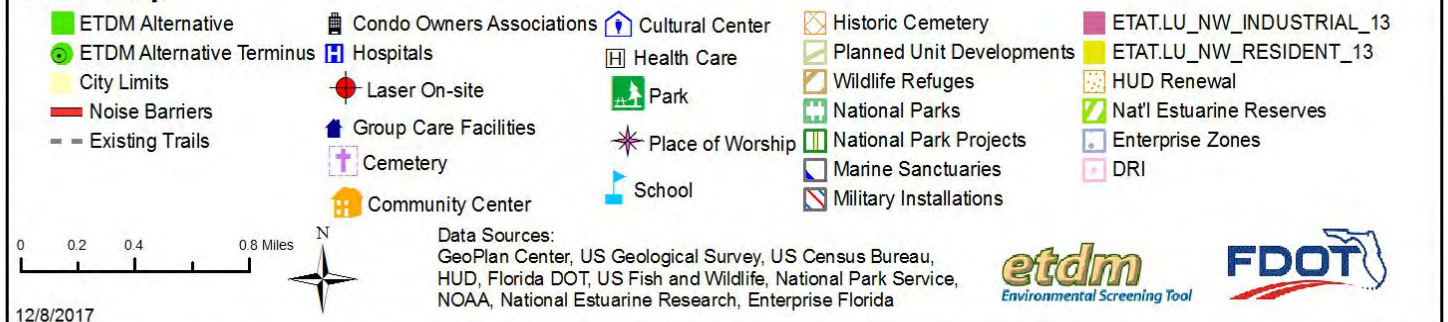 ETDM Alternative
ETDM Alternative Terminus
City Limits
Noise Barriers
Existing Trails
Condo Owners Associations
Hospitals
Laser On-site
Group Care Facilities
Cemetery
Community Center
Cultural Center
H Health Care
Park
Place of Worship
School
Historic Cemetery
Planned Unit Developments
Wildlife Refuges
National Parks
National Park Projects
Marine Sanctuaries
Military Installations
ETAT.LU_NW_INDUSTRIAL_13
ETAT.LU_NW_RESIDENT_13
HUD Renewal
Nat'l Estuarine Reserves
Enterprise Zones
DRI
0 0.2 0.4 0.8 Miles
N
Data Sources:
GeoPlan Center, US Geological Survey, US Census Bureau,
HUD, Florida DOT, US Fish and Wildlife, National Park Service,
NOAA, National Estuarine Research, Enterprise Florida
etdm
Environmental Screening Tool
FDOT
12/8/2017